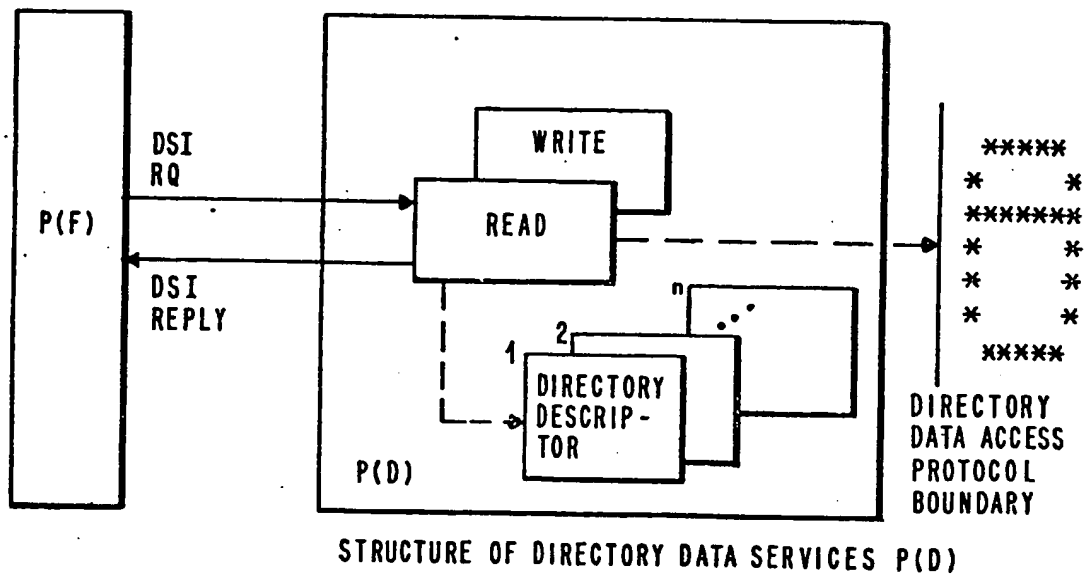 P(F)
DSI
RQ
DSI
REPLY
WRITE
READ
1
2
n
DIRECTORY
DESCRIP-
TOR
P(D)
*****
* *
*******
* *
* *
* *
*****
DIRECTORY
DATA ACCESS
PROTOCOL
BOUNDARY
STRUCTURE OF DIRECTORY DATA SERVICES P(D)